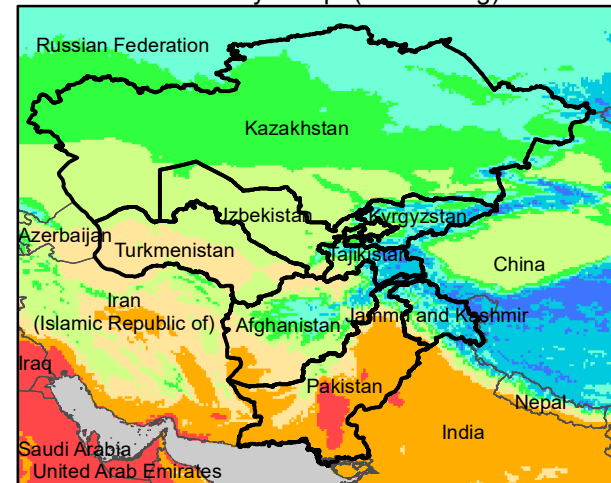 Russian Federation
Kazakhstan
Uzbekistan
Kyrgyzstan
Azerbaijan
Turkmenistan
Tajikistan
China
Iran
(Islamic Republic of)
Afghanistan
Jammu and Kashmir
Iraq
Pakistan
Nepal
India
Saudi Arabia
United Arab Emirates